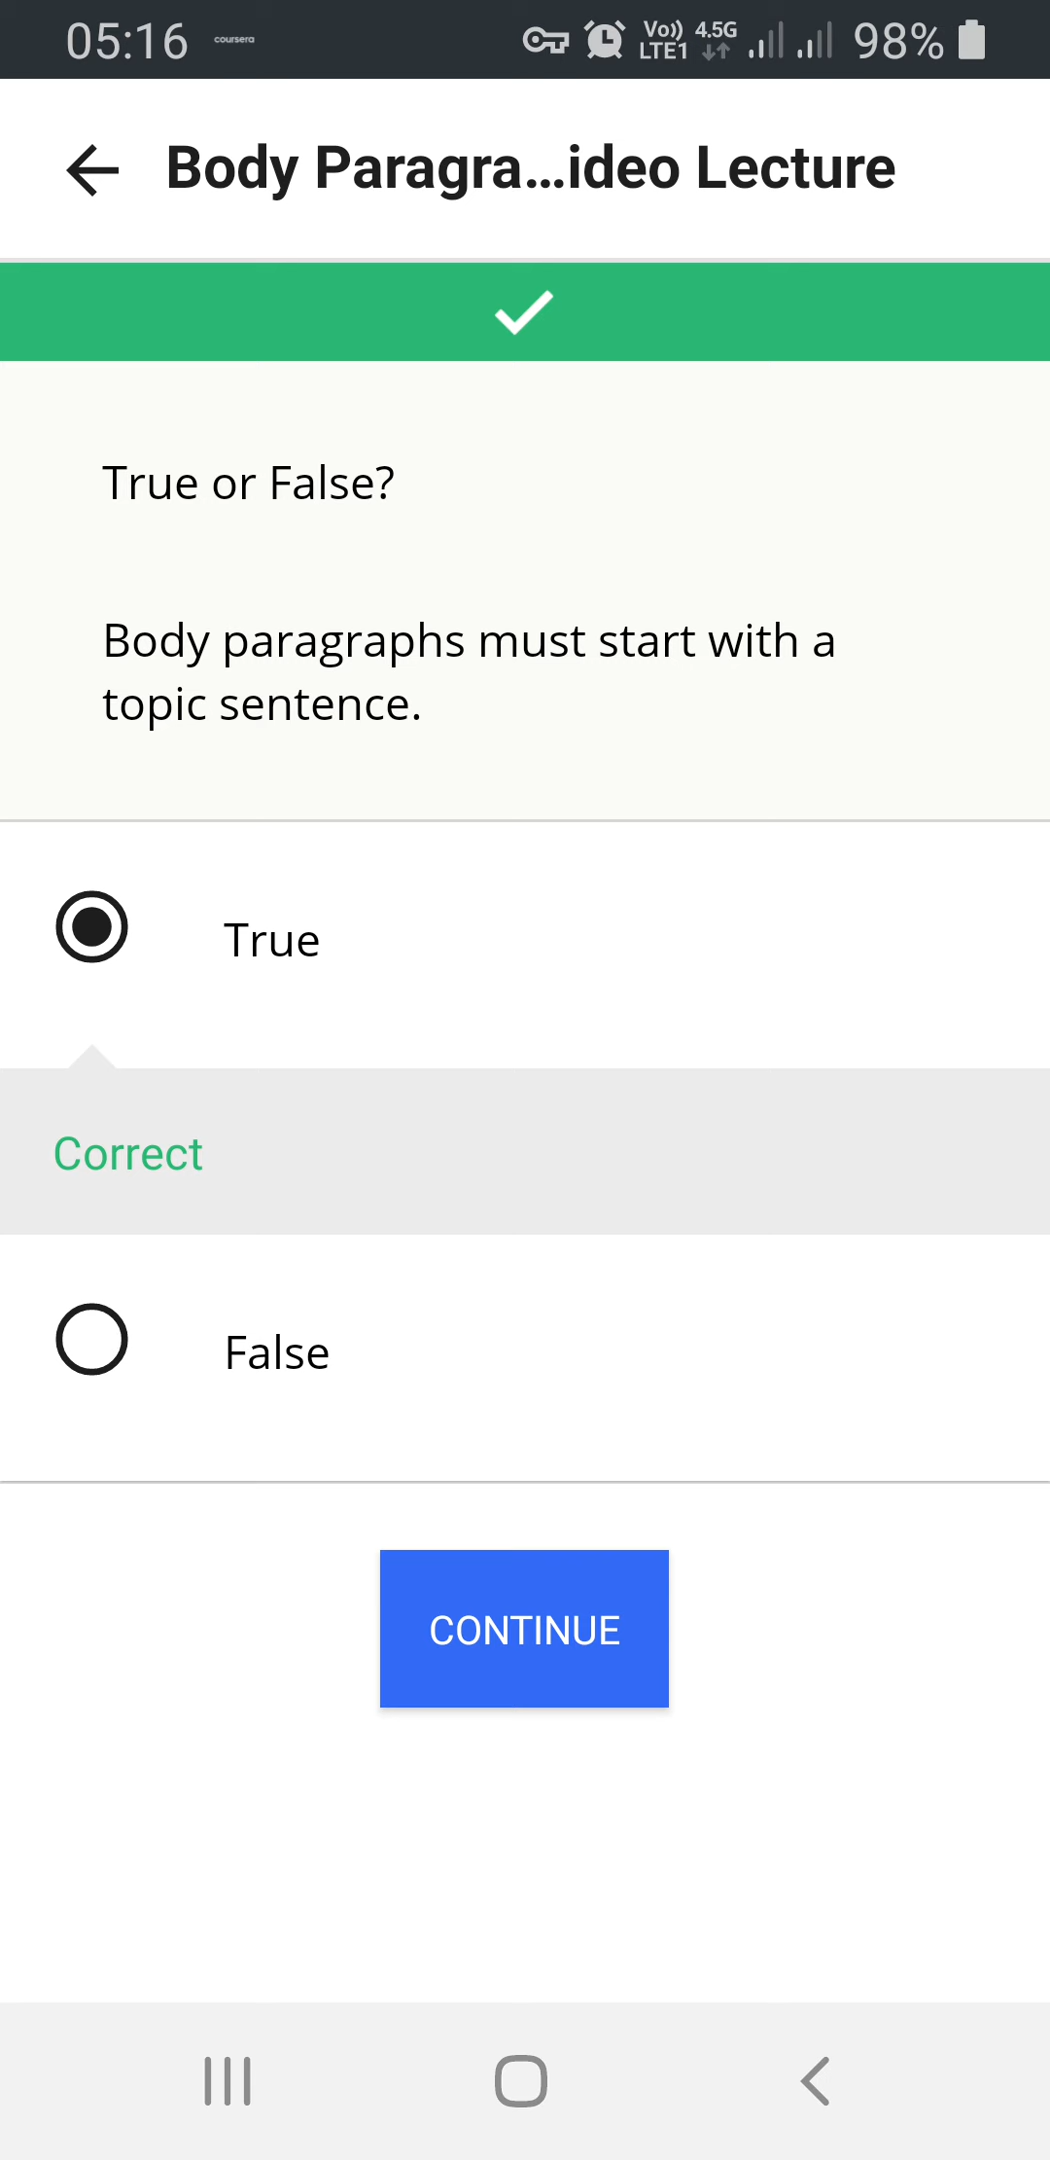 05:16 coursera Vo)) LTE1 4.5G 98%
Body Paragra...ideo Lecture
True or False?
Body paragraphs must start with a
topic sentence.
True
Correct
False
CONTINUE